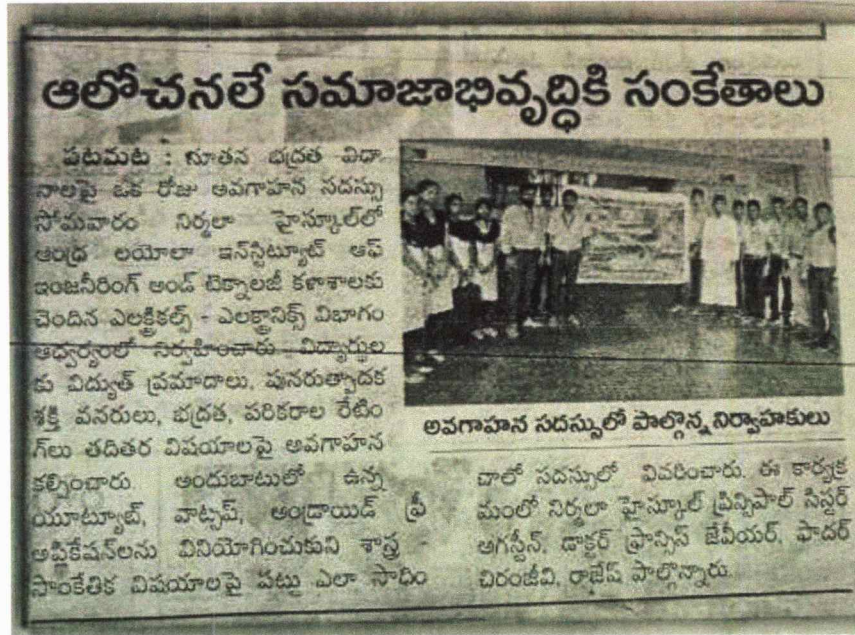 ఆలోచనలే సమాజాభివృద్ధికి సంకేతాలు
పటమట : నూతన భద్రత విధా
నాలపై ఒక రోజు అవగాహన సదస్సు
సోమవారం నిర్మలా హైస్కూల్‌లో
ఆంధ్ర లయోలా ఇన్‌స్టిట్యూట్ ఆఫ్
ఇంజనీరింగ్ అండ్ టెక్నాలజీ కళాశాలకు
చెందిన ఎలక్ట్రికల్స్ - ఎలక్ట్రానిక్స్ విభాగం
ఆధ్వర్యంలో నిర్వహించారు. విద్యార్థుల
కు విద్యుత్ ప్రమాదాలు, పునరుత్పాదక
శక్తి వనరులు, భద్రత, పరికరాల రేటిం
గ్‌లు తదితర విషయాలపై అవగాహన
కల్పించారు. అందుబాటులో ఉన్న
యూట్యూబ్, వాట్సప్, ఆండ్రాయిడ్ ఫ్రీ
అప్లికేషన్‌లను వినియోగించుకుని శాస్త్ర
సాంకేతిక విషయాలపై పట్టు ఎలా సాధిం
అవగాహన సదస్సులో పాల్గొన్న నిర్వాహకులు
చాలో సదస్సులో వివరించారు. ఈ కార్యక్ర
మంలో నిర్మలా హైస్కూల్ ప్రిన్సిపాల్ సిస్టర్
ఆగస్టీన్, డాక్టర్ ఫ్రాన్సిస్ జేవీయర్, ఫాదర్
చిరంజీవి, రాజేష్ పాల్గొన్నారు.